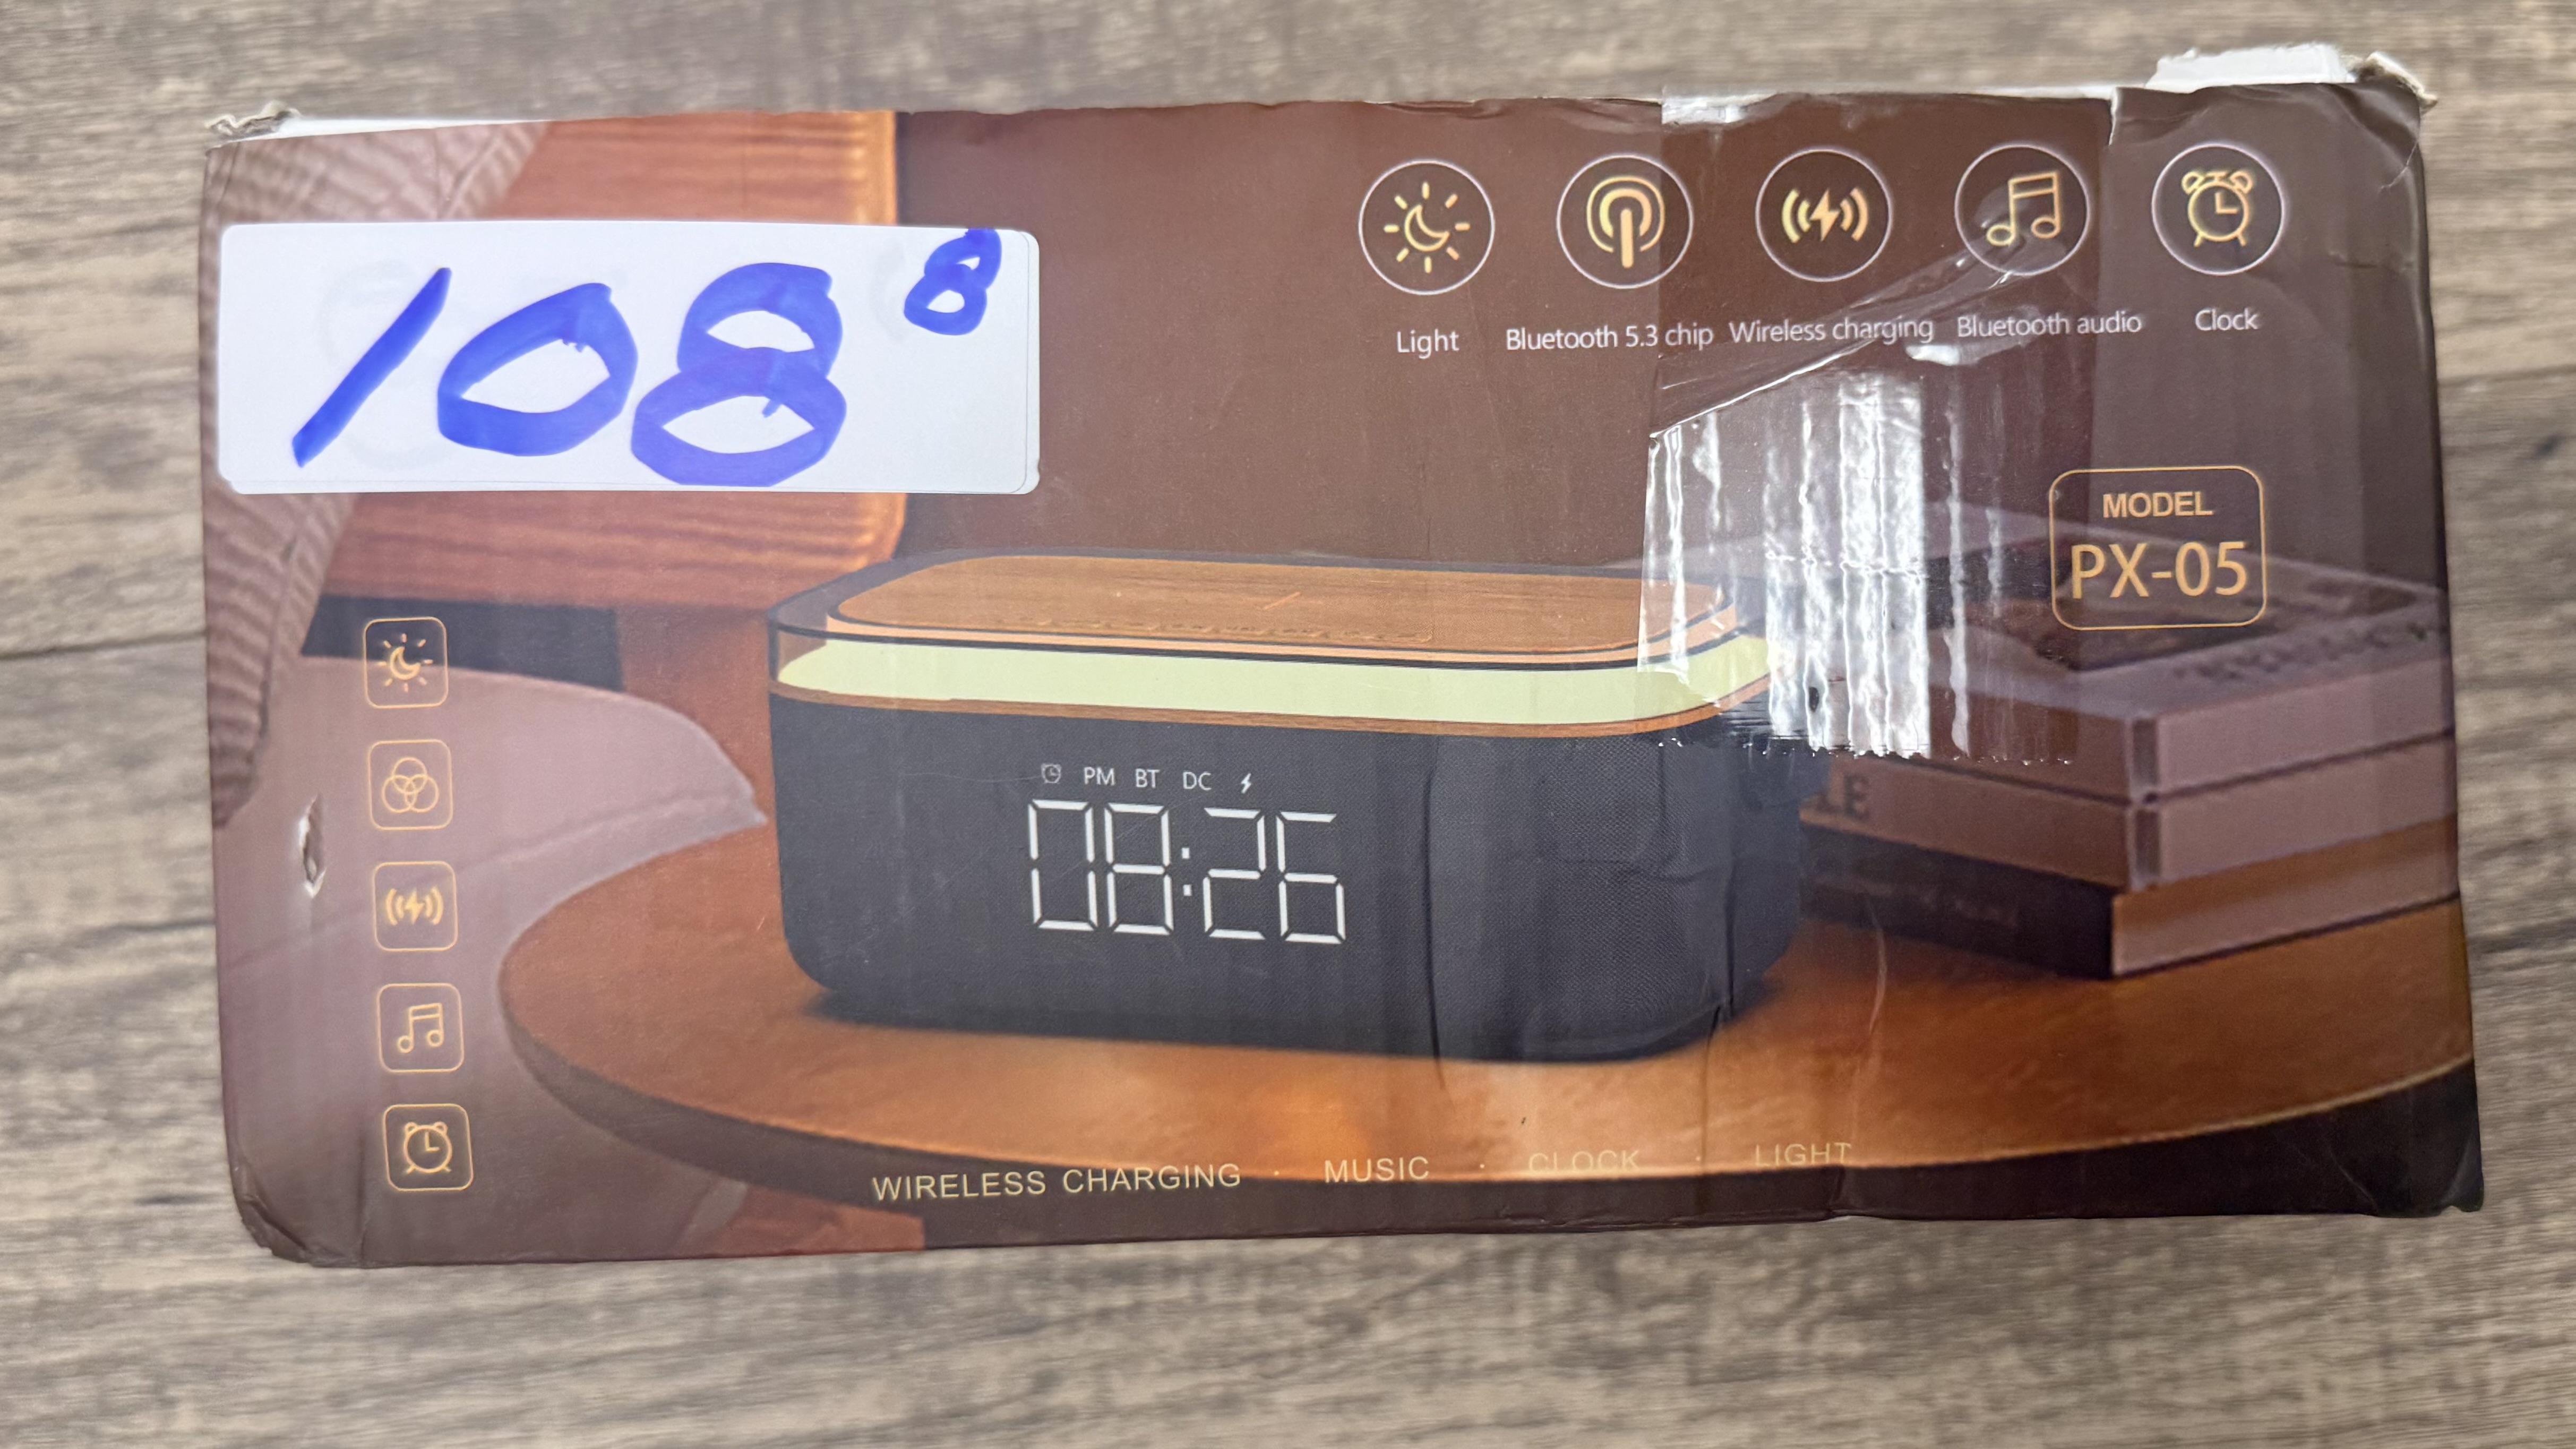 108 8
Light
Bluetooth 5.3 chip
Wireless charging
Bluetooth audio
Clock
MODEL
PX-05
PM BT DC
08:26
WIRELESS CHARGING · MUSIC · CLOCK · LIGHT